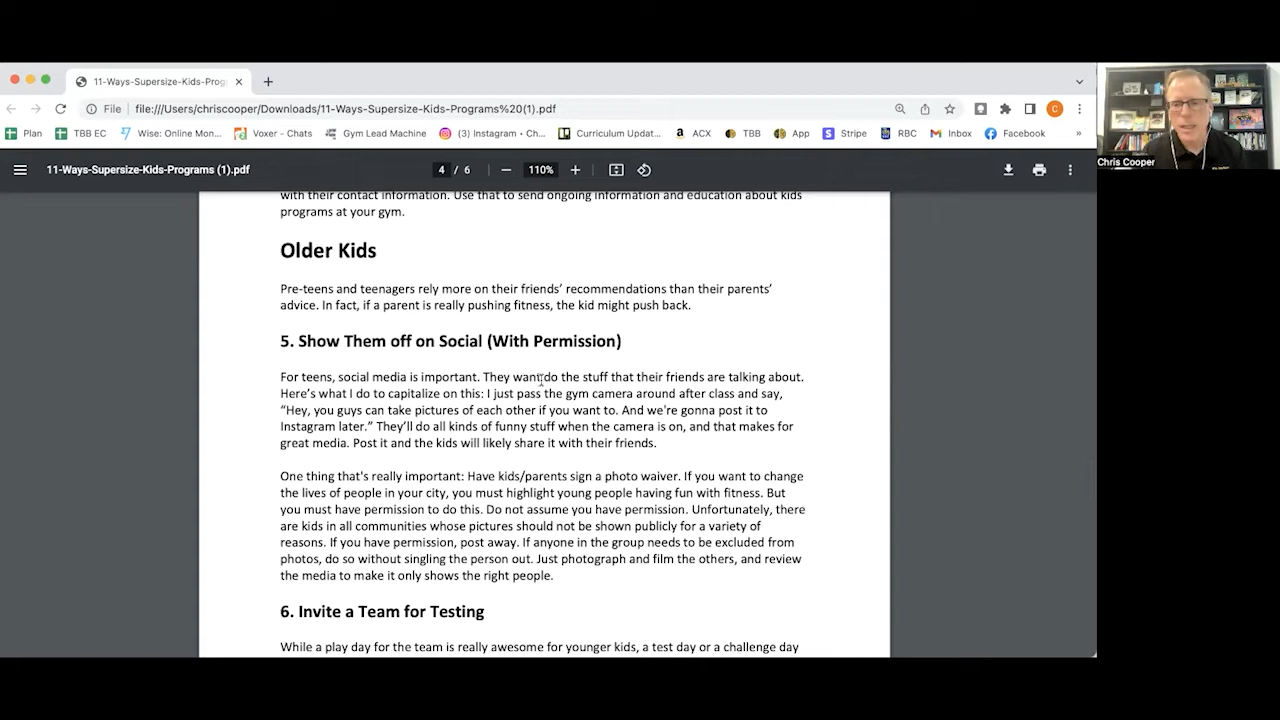 11-Ways-Supersize-Kids-Prog
File
file:///Users/chriscooper/Downloads/11-Ways-Supersize-Kids-Programs%20(1).pdf
C
Plan
TBB EC
Wise: Online Mon...
Voxer - Chats
Gym Lead Machine
(3) Instagram • Ch...
Curriculum Updat...
ACX
TBB
App
Stripe
RBC
Inbox
Facebook
»
Chris Cooper
11-Ways-Supersize-Kids-Programs (1).pdf
4 / 6
110%
with their contact information. Use that to send ongoing information and education about kids
programs at your gym.
Older Kids
Pre-teens and teenagers rely more on their friends’ recommendations than their parents’
advice. In fact, if a parent is really pushing fitness, the kid might push back.
5. Show Them off on Social (With Permission)
For teens, social media is important. They want do the stuff that their friends are talking about.
Here’s what I do to capitalize on this: I just pass the gym camera around after class and say,
“Hey, you guys can take pictures of each other if you want to. And we're gonna post it to
Instagram later.” They’ll do all kinds of funny stuff when the camera is on, and that makes for
great media. Post it and the kids will likely share it with their friends.
One thing that's really important: Have kids/parents sign a photo waiver. If you want to change
the lives of people in your city, you must highlight young people having fun with fitness. But
you must have permission to do this. Do not assume you have permission. Unfortunately, there
are kids in all communities whose pictures should not be shown publicly for a variety of
reasons. If you have permission, post away. If anyone in the group needs to be excluded from
photos, do so without singling the person out. Just photograph and film the others, and review
the media to make it only shows the right people.
6. Invite a Team for Testing
While a play day for the team is really awesome for younger kids, a test day or a challenge day